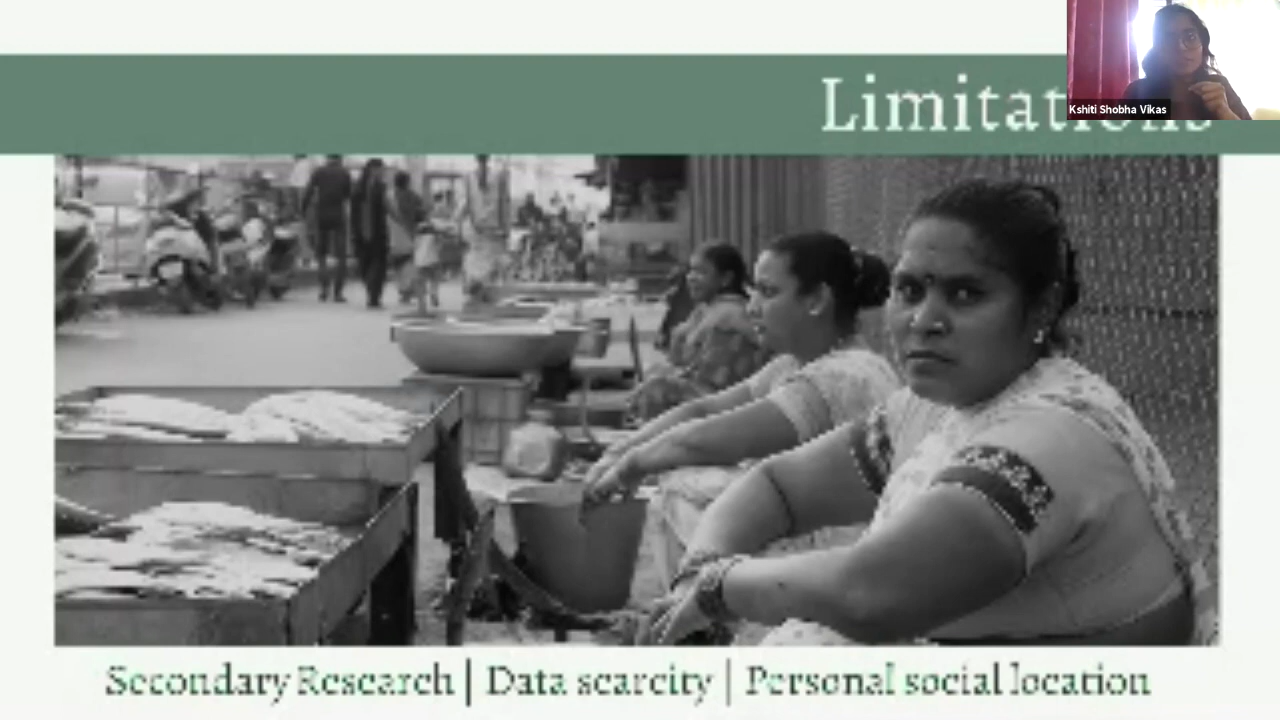 Limitations
Kshiti Shobha Vikas
Secondary Research | Data scarcity | Personal social location